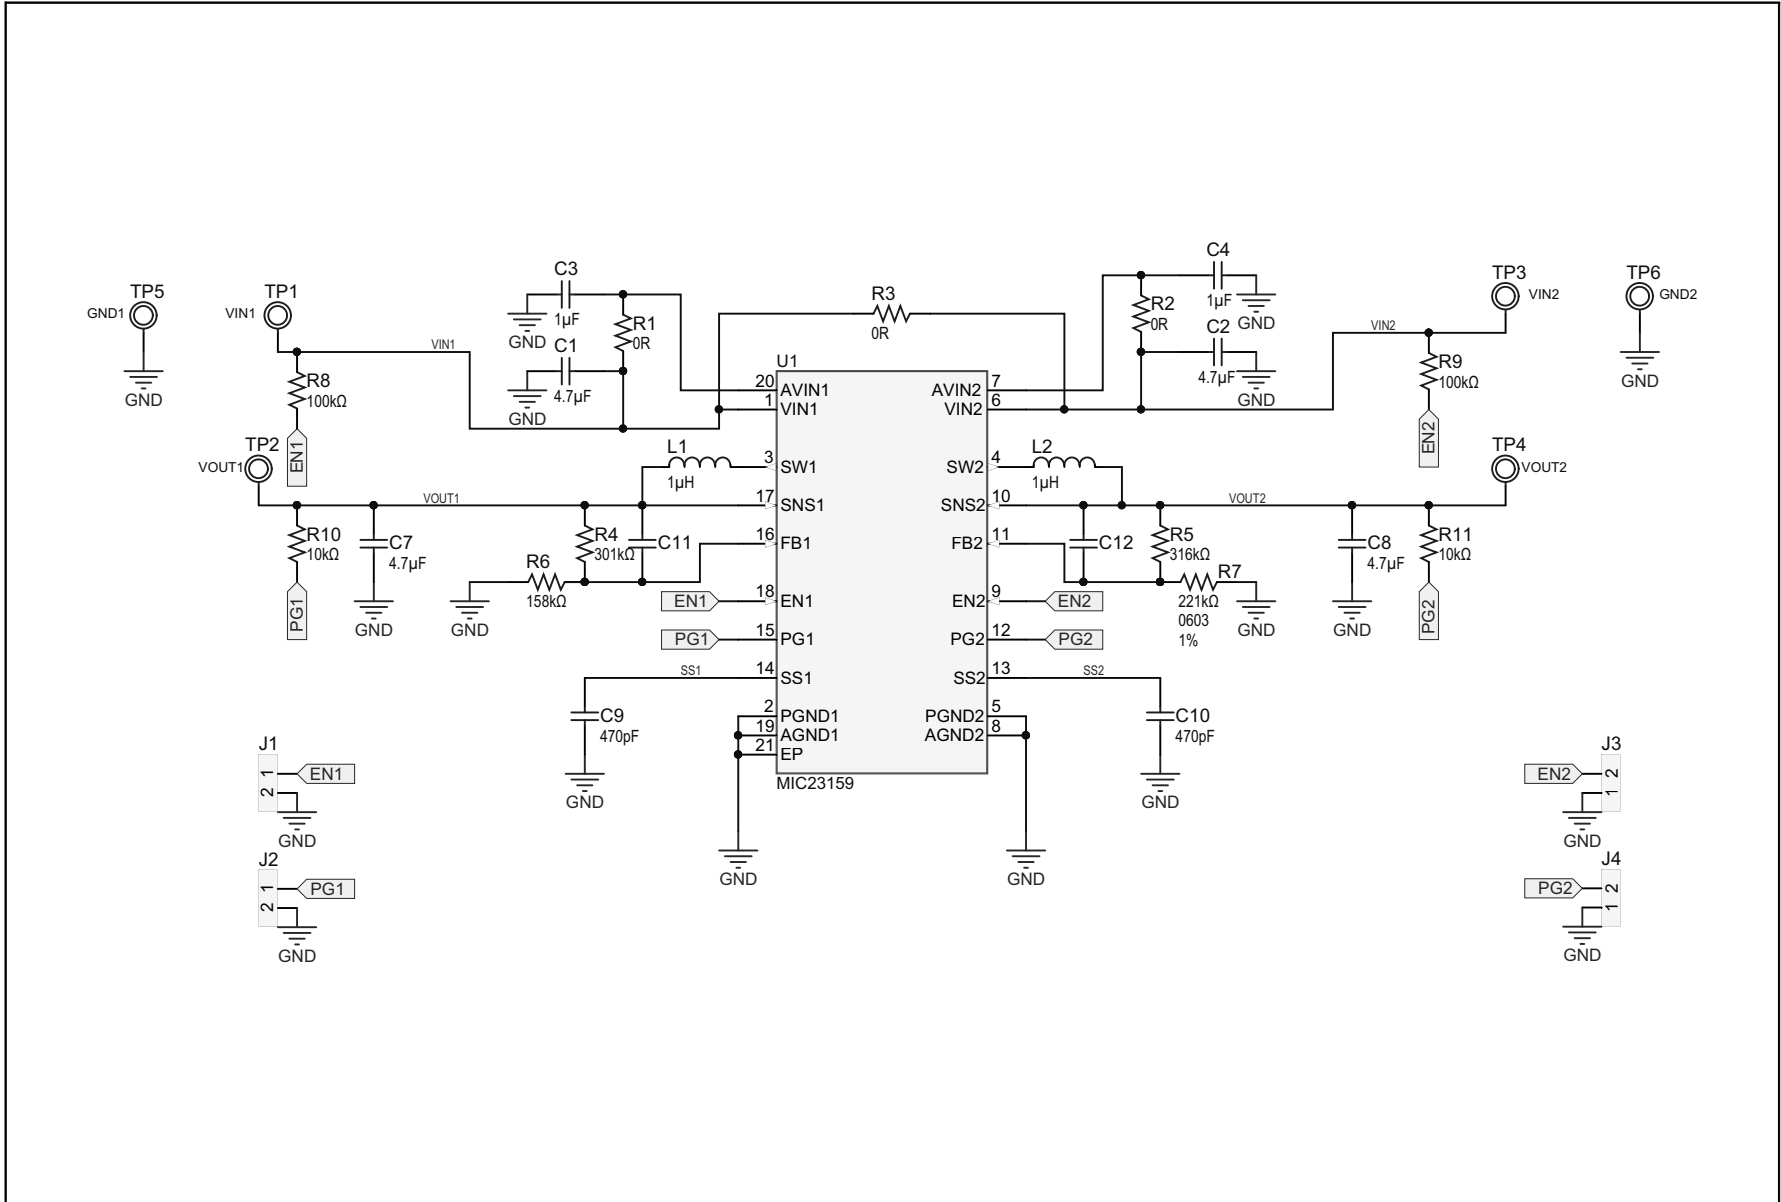 C4
C3
TP5
TP1
R3
TP3
TP6
GND1
VIN1
1µF
R1
0R
0R
R2
0R
1µF
GND
VIN2
GND2
GND
C1
C2
VIN1
VIN2
U1
4.7µF
GND
4.7µF
GND
R8
100kΩ
EN1
GND
R9
100kΩ
EN2
GND
20
AVIN1
AVIN2
7
1
VIN1
VIN2
6
TP2
VOUT1
L1
1µH
3
SW1
SW2
4
L2
1µH
TP4
VOUT2
VOUT1
17
SNS1
SNS2
10
VOUT2
R10
10kΩ
PG1
C7
4.7µF
GND
R4
301kΩ
C11
16
FB1
FB2
11
C12
R5
316kΩ
C8
4.7µF
GND
R11
10kΩ
PG2
R6
158kΩ
GND
R7
221kΩ
0603
1%
GND
EN1
18
EN1
EN2
9
EN2
PG1
15
PG1
PG2
12
PG2
SS1
14
SS1
SS2
13
SS2
C9
470pF
GND
2
PGND1
PGND2
5
19
AGND1
AGND2
8
21
EP
C10
470pF
GND
MIC23159
GND
GND
J1
1
EN1
2
GND
J3
EN2
2
1
GND
J2
1
PG1
2
GND
J4
PG2
2
1
GND